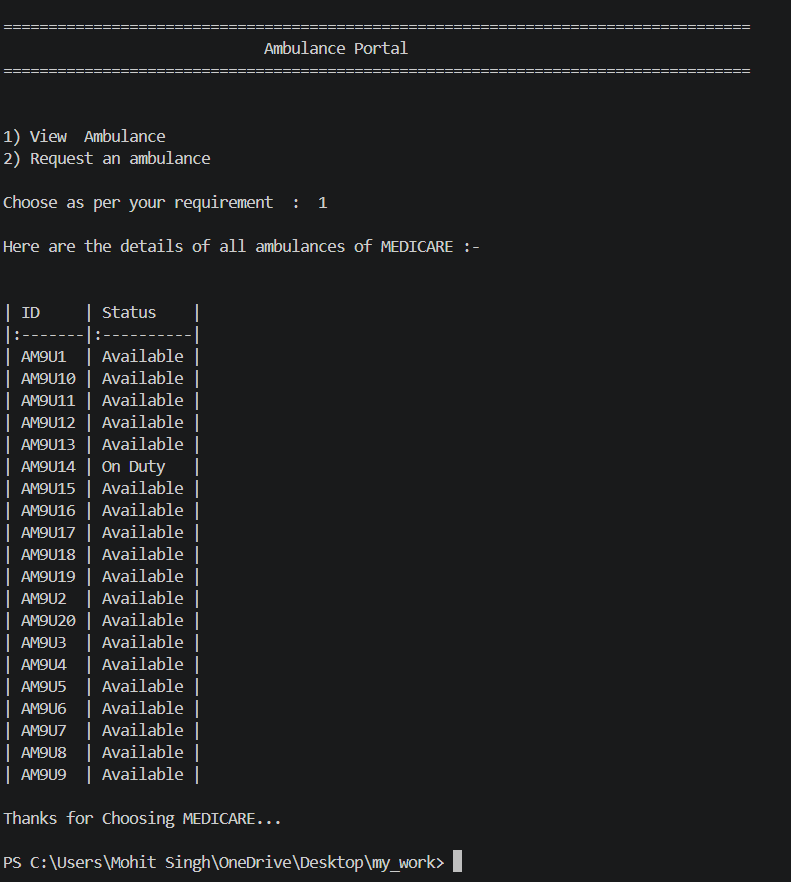 ===================================================================================
Ambulance Portal
===================================================================================
1) View  Ambulance
2) Request an ambulance
Choose as per your requirement  :  1
Here are the details of all ambulances of MEDICARE :-
| ID     | Status    |
|:-------|:----------|
| AM9U1  | Available |
| AM9U10 | Available |
| AM9U11 | Available |
| AM9U12 | Available |
| AM9U13 | Available |
| AM9U14 | On Duty   |
| AM9U15 | Available |
| AM9U16 | Available |
| AM9U17 | Available |
| AM9U18 | Available |
| AM9U19 | Available |
| AM9U2  | Available |
| AM9U20 | Available |
| AM9U3  | Available |
| AM9U4  | Available |
| AM9U5  | Available |
| AM9U6  | Available |
| AM9U7  | Available |
| AM9U8  | Available |
| AM9U9  | Available |
Thanks for Choosing MEDICARE...
PS C:\Users\Mohit Singh\OneDrive\Desktop\my_work>